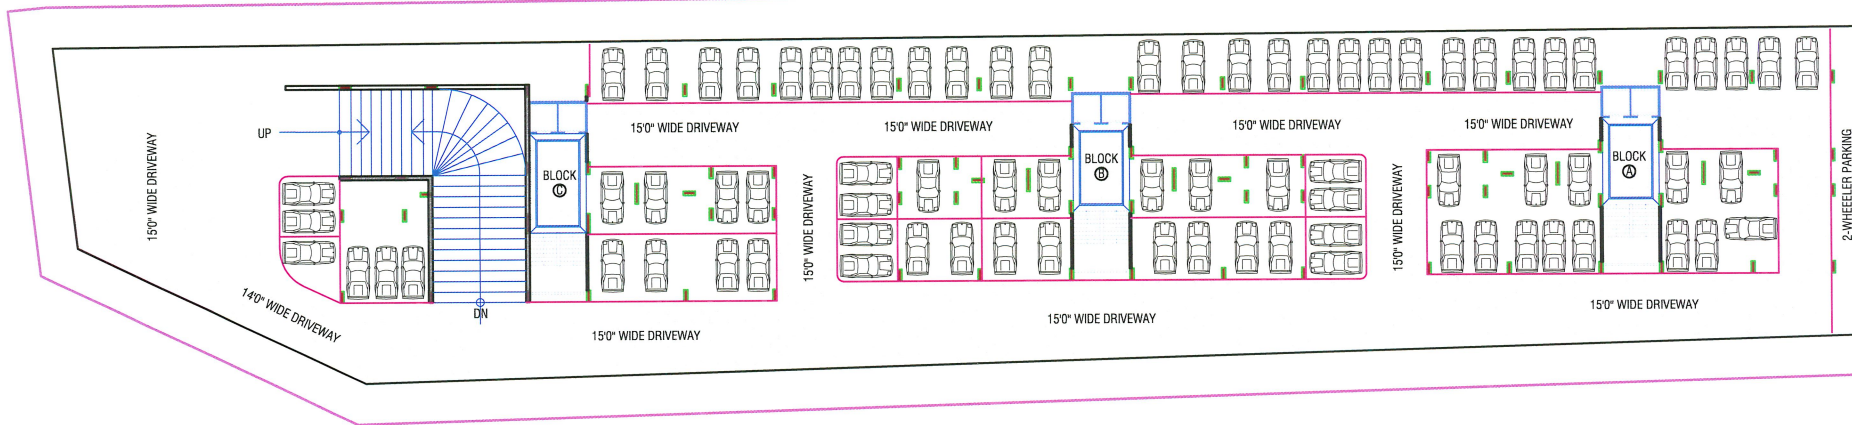 15'0" WIDE DRIVEWAY
15'0" WIDE DRIVEWAY
15'0" WIDE DRIVEWAY
15'0" WIDE DRIVEWAY
UP
15'0" WIDE DRIVEWAY
BLOCK
C
15'0" WIDE DRIVEWAY
BLOCK
B
15'0" WIDE DRIVEWAY
BLOCK
A
2-WHEELER PARKING
14'0" WIDE DRIVEWAY
DN
15'0" WIDE DRIVEWAY
15'0" WIDE DRIVEWAY
15'0" WIDE DRIVEWAY